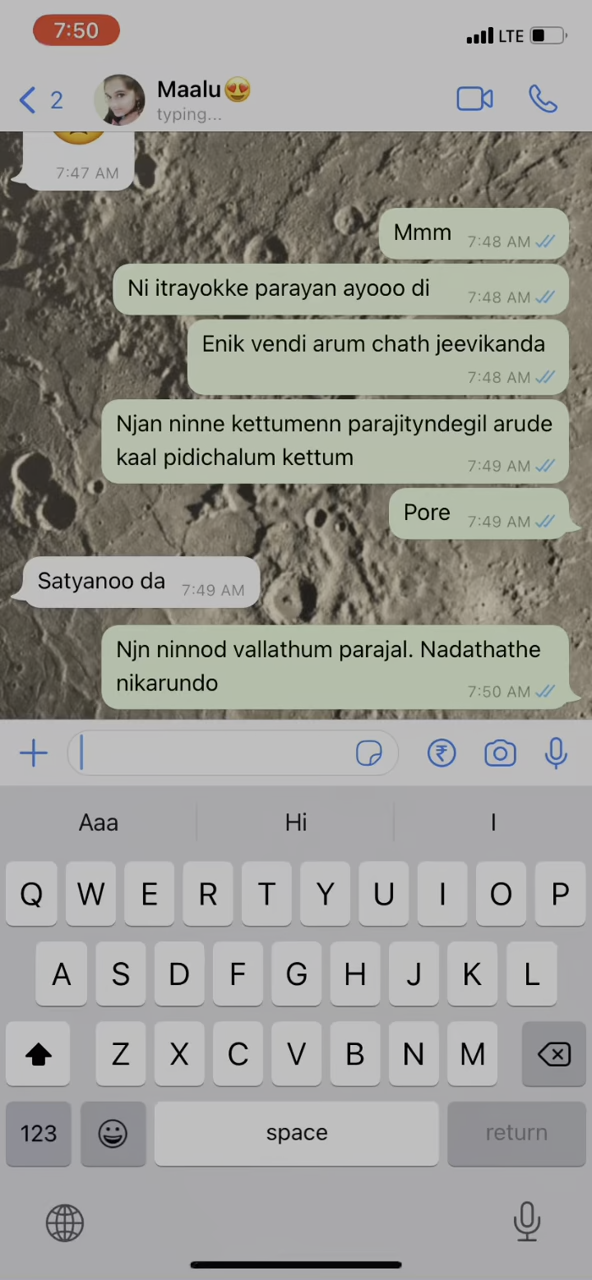 7:50
LTE
2
Maalu😍
typing...
7:47 AM
Mmm 7:48 AM
Ni itrayokke parayan ayooo di 7:48 AM
Enik vendi arum chath jeevikanda
7:48 AM
Njan ninne kettumenn parajityndegil arude
kaal pidichalum kettum 7:49 AM
Pore 7:49 AM
Satyanoo da 7:49 AM
Njn ninnod vallathum parajal. Nadathathe
nikarundo 7:50 AM
₹
Aaa Hi I
Q W E R T Y U I O P
A S D F G H J K L
Z X C V B N M
123 space return